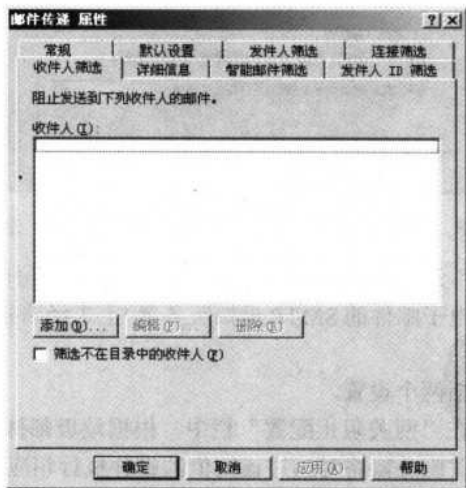 邮件传递 属性
常规 默认设置 发件人筛选 连接筛选
收件人筛选 详细信息 智能邮件筛选 发件人 ID 筛选
阻止发送到下列收件人的邮件。
收件人(I):
添加(D)... 编辑(E) 删除(R)
筛选不在目录中的收件人(F)
确定 取消 应用(A) 帮助